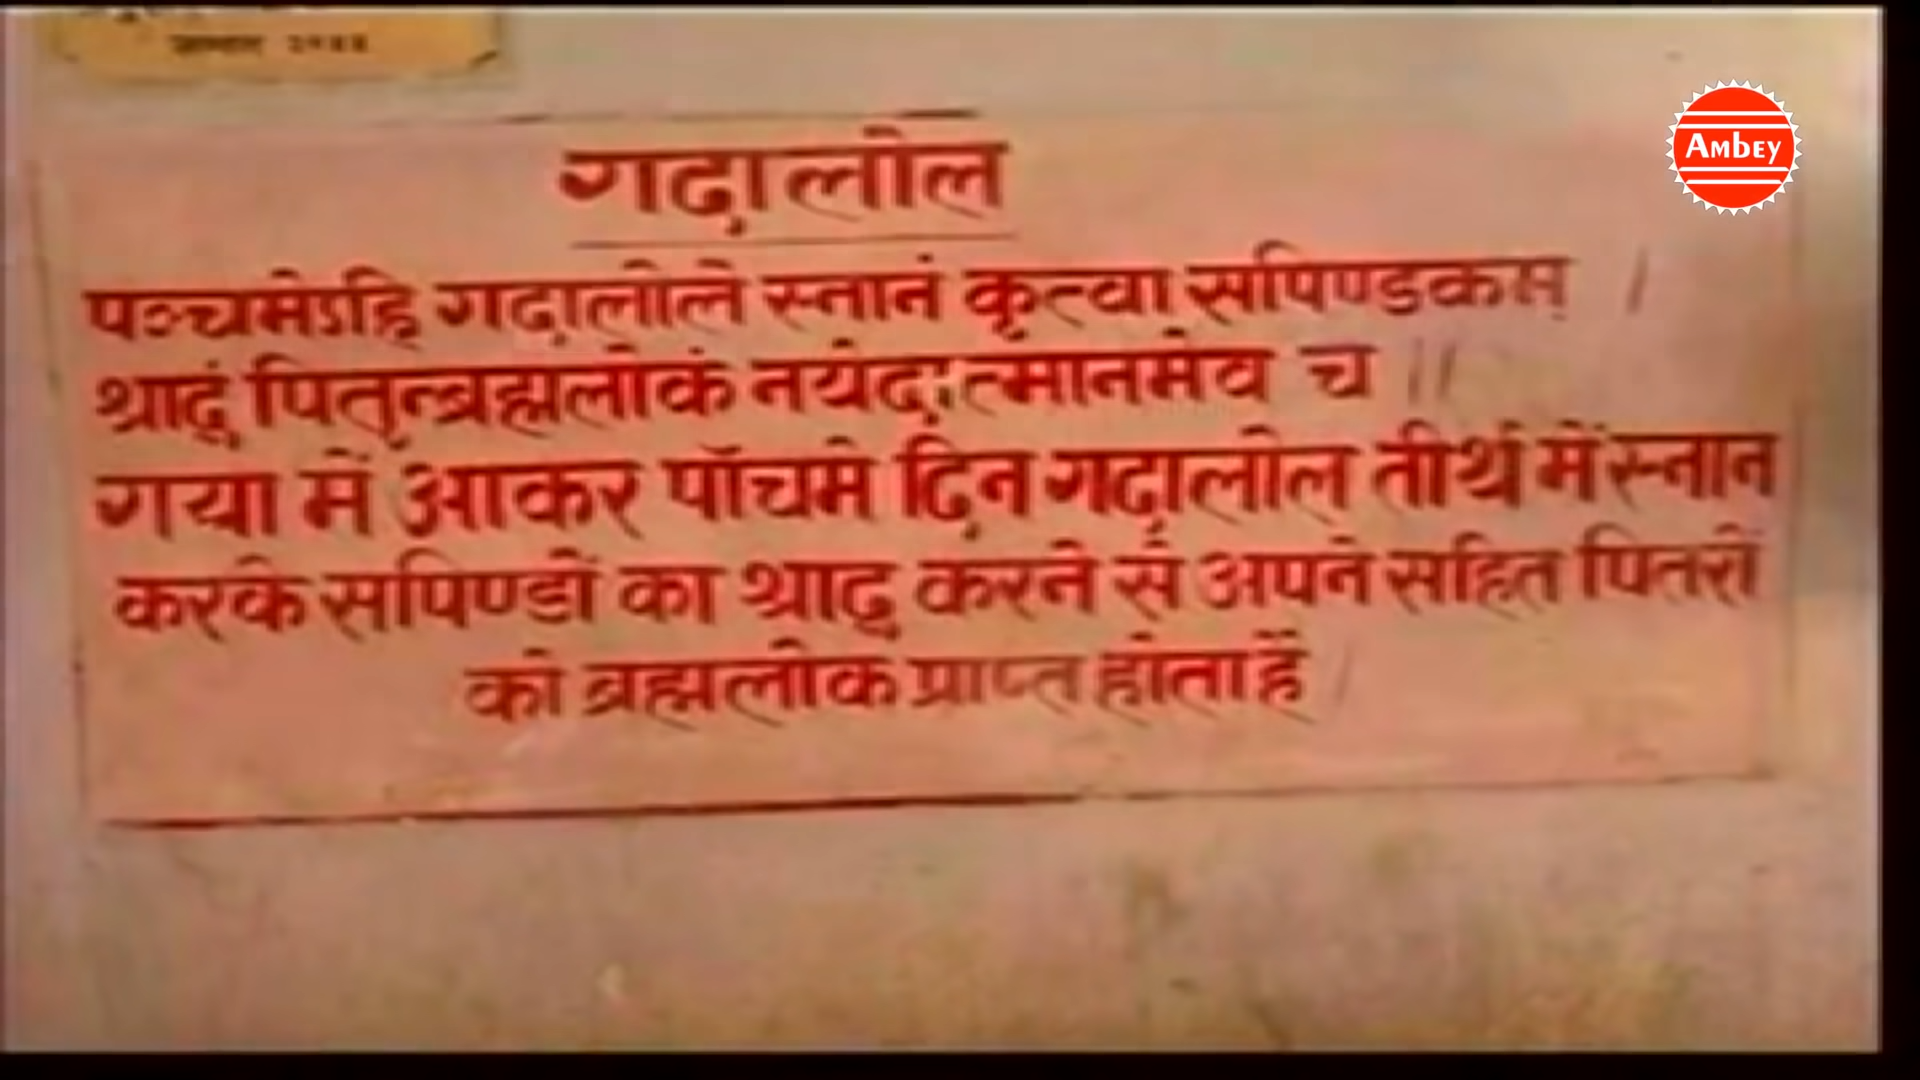 गदालोल
पञ्चमेऽह्नि गदालोले स्नानं कृत्वा सपिण्डकम् ।
श्राद्धं पितृन्ब्रह्मलोकं नयेदात्मानमेव च ॥
गया में आकर पाँचमे दिन गदालोल तीर्थ में स्नान
करके सपिण्डों का श्राद्ध करने से अपने सहित पितरों
को ब्रह्मलोक प्राप्त होता है ।
AMBEY